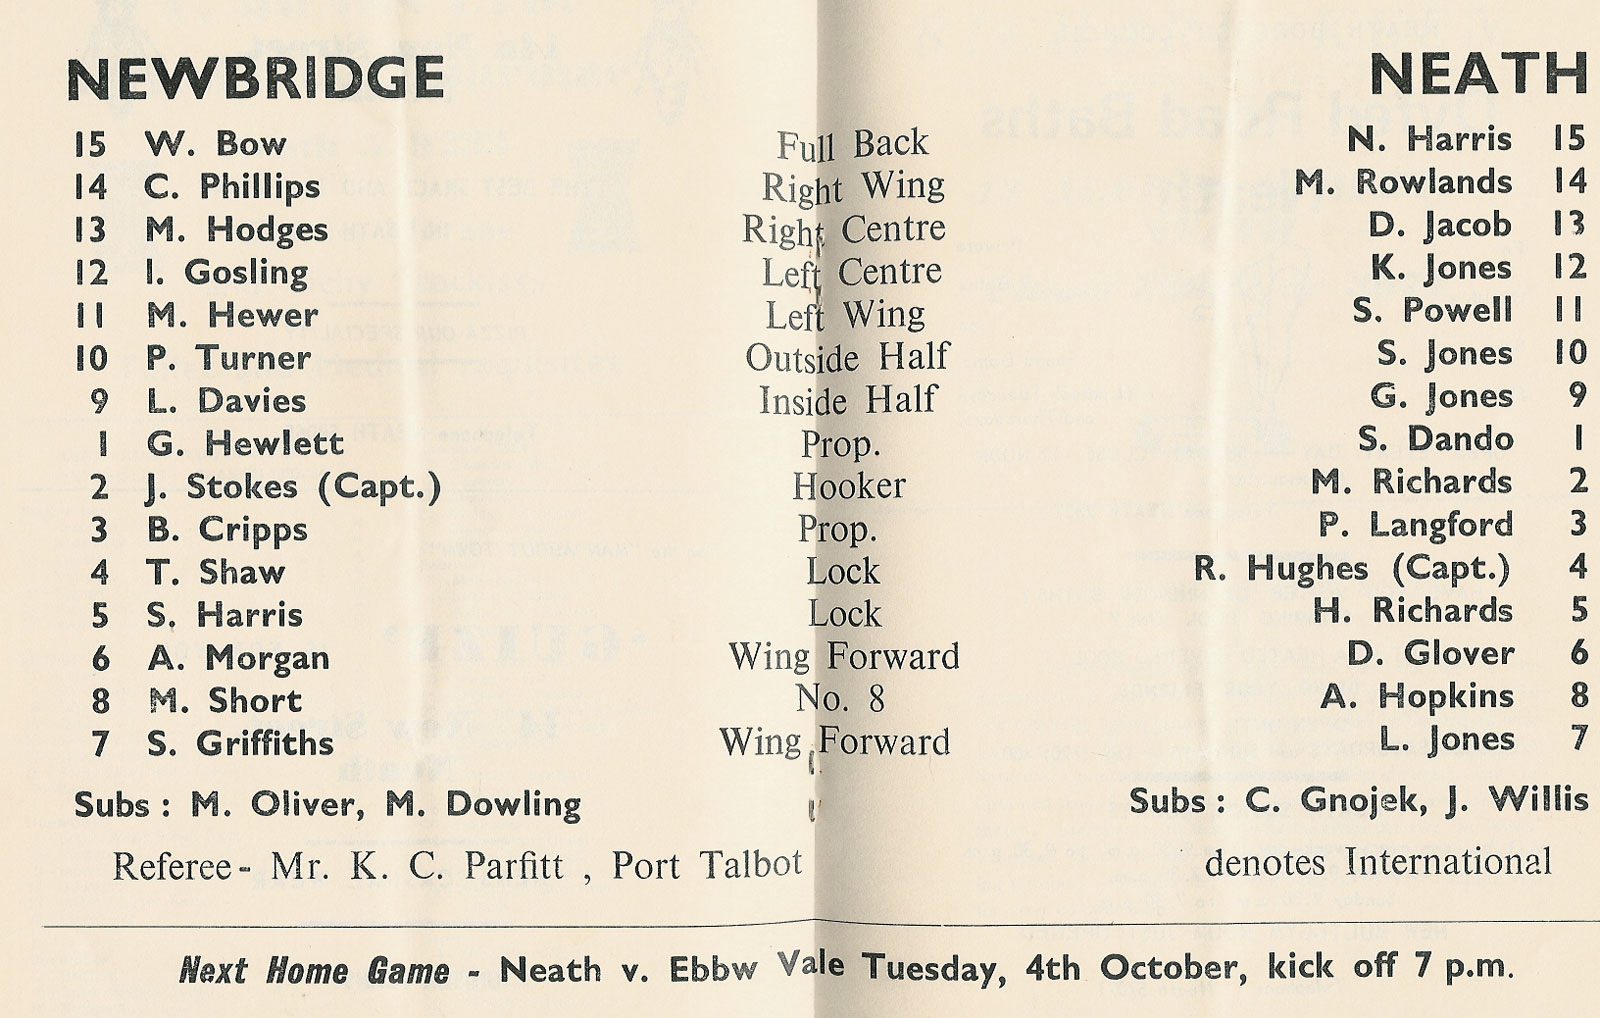 NEWBRIDGE NEATH
15 W. Bow Full Back N. Harris 15
14 C. Phillips Right Wing M. Rowlands 14
13 M. Hodges Right Centre D. Jacob 13
12 I. Gosling Left Centre K. Jones 12
11 M. Hewer Left Wing S. Powell 11
10 P. Turner Outside Half S. Jones 10
9 L. Davies Inside Half G. Jones 9
1 G. Hewlett Prop. S. Dando 1
2 J. Stokes (Capt.) Hooker M. Richards 2
3 B. Cripps Prop. P. Langford 3
4 T. Shaw Lock R. Hughes (Capt.) 4
5 S. Harris Lock H. Richards 5
6 A. Morgan Wing Forward D. Glover 6
8 M. Short No. 8 A. Hopkins 8
7 S. Griffiths Wing Forward L. Jones 7
Subs : M. Oliver, M. Dowling Subs : C. Gnojek, J. Willis
Referee - Mr. K. C. Parfitt , Port Talbot denotes International
Next Home Game - Neath v. Ebbw Vale Tuesday, 4th October, kick off 7 p.m.